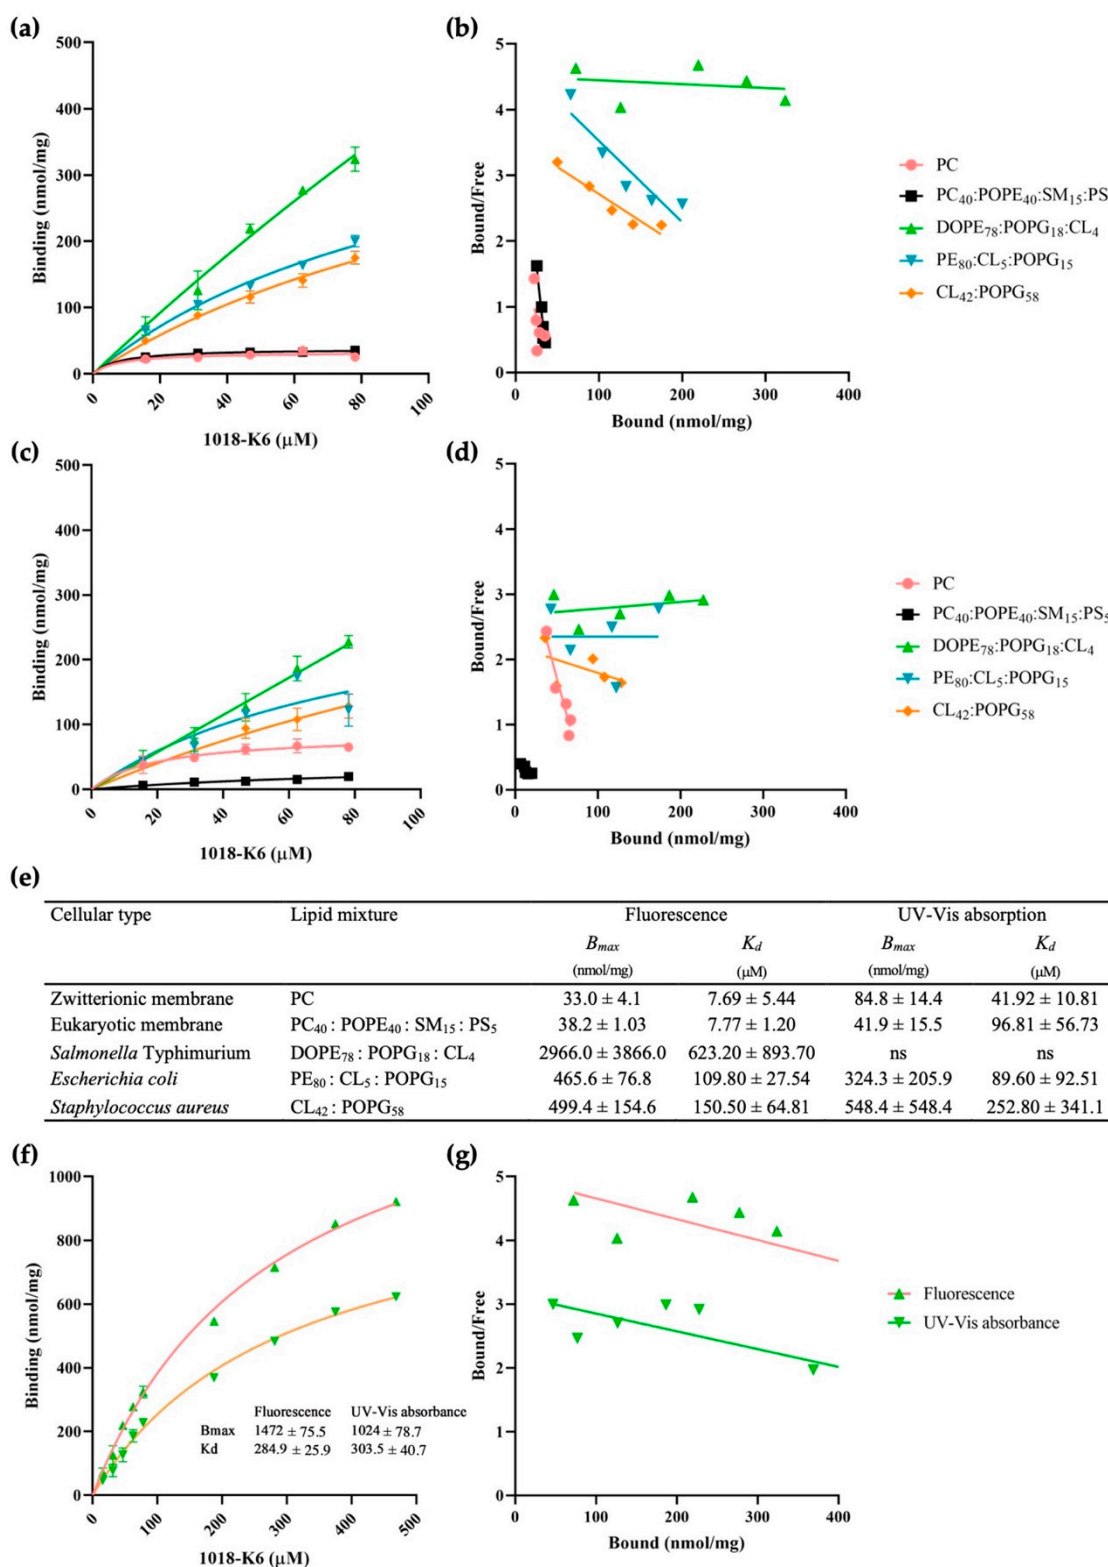 (a)
500
400
300
200
100
0
Binding (nmol/mg)
0 20 40 60 80 100
1018-K6 (µM)
(b)
5
4
3
2
1
0
Bound/Free
0 100 200 300 400
Bound (nmol/mg)
PC
PC40:POPE40:SM15:PS
DOPE78:POPG18:CL4
PE80:CL5:POPG15
CL42:POPG58
(c)
500
400
300
200
100
0
Binding (nmol/mg)
0 20 40 60 80 100
1018-K6 (µM)
(d)
5
4
3
2
1
0
Bound/Free
0 100 200 300 400
Bound (nmol/mg)
PC
PC40:POPE40:SM15:PS5
DOPE78:POPG18:CL4
PE80:CL5:POPG15
CL42:POPG58
(e)
Cellular type Lipid mixture Fluorescence UV-Vis absorption
Bmax Kd Bmax Kd
(nmol/mg) (µM) (nmol/mg) (µM)
Zwitterionic membrane PC 33.0 ± 4.1 7.69 ± 5.44 84.8 ± 14.4 41.92 ± 10.81
Eukaryotic membrane PC40 : POPE40 : SM15 : PS5 38.2 ± 1.03 7.77 ± 1.20 41.9 ± 15.5 96.81 ± 56.73
Salmonella Typhimurium DOPE78 : POPG18 : CL4 2966.0 ± 3866.0 623.20 ± 893.70 ns ns
Escherichia coli PE80 : CL5 : POPG15 465.6 ± 76.8 109.80 ± 27.54 324.3 ± 205.9 89.60 ± 92.51
Staphylococcus aureus CL42 : POPG58 499.4 ± 154.6 150.50 ± 64.81 548.4 ± 548.4 252.80 ± 341.1
(f)
1000
800
600
400
200
0
Binding (nmol/mg)
Fluorescence UV-Vis absorbance
Bmax 1472 ± 75.5 1024 ± 78.7
Kd 284.9 ± 25.9 303.5 ± 40.7
0 100 200 300 400 500
1018-K6 (µM)
(g)
5
4
3
2
1
0
Bound/Free
0 100 200 300 400
Bound (nmol/mg)
Fluorescence
UV-Vis absorbance